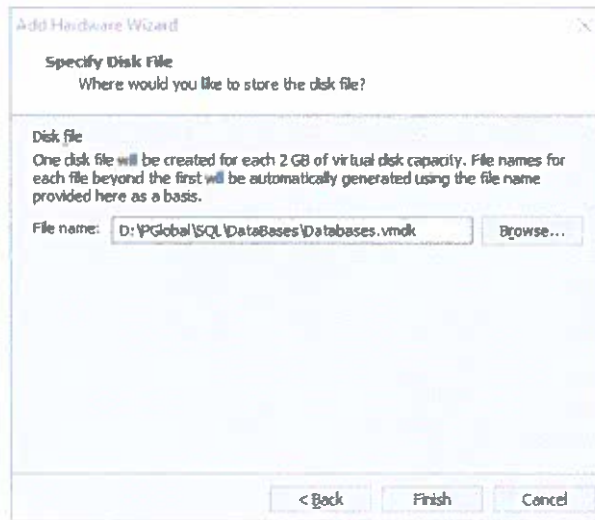 Add Hardware Wizard
Specify Disk File
Where would you like to store the disk file?
Disk file
One disk file will be created for each 2 GB of virtual disk capacity. File names for
each file beyond the first will be automatically generated using the file name
provided here as a basis.
File name: D:\PGlobal\SQL\DataBases\Databases.vmdk Browse...
< Back Finish Cancel